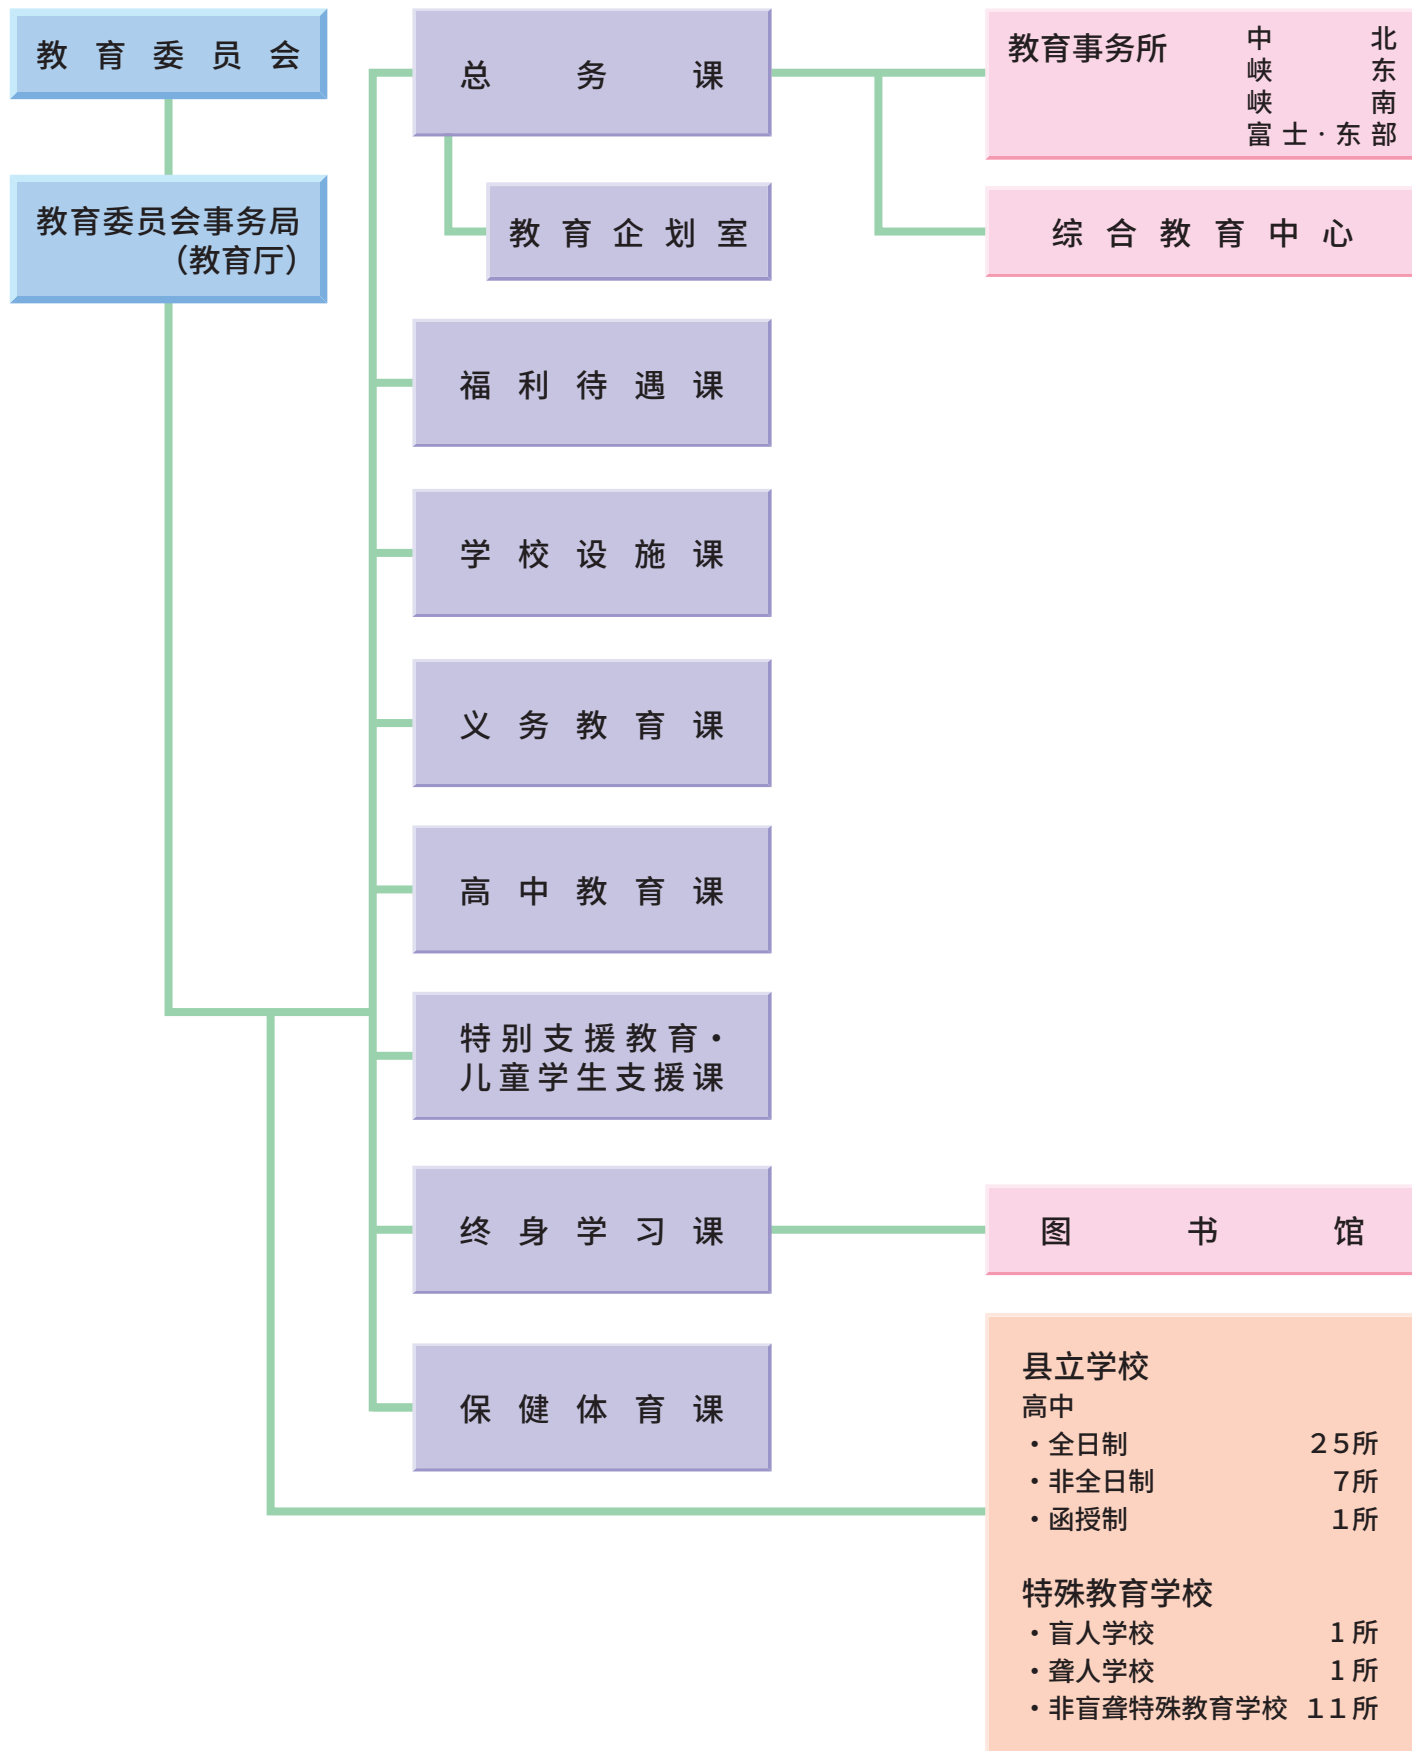 教育委员会
教育委员会事务局
（教育厅）
总务课
教育企划室
福利待遇课
学校设施课
义务教育课
高中教育课
特别支援教育・
儿童学生支援课
终身学习课
保健体育课
教育事务所 中北
峡东
峡南
富士·东部
综合教育中心
图书馆
县立学校
高中
・全日制 25所
・非全日制 7所
・函授制 1所
特殊教育学校
・盲人学校 1所
・聋人学校 1所
・非盲聋特殊教育学校 11所